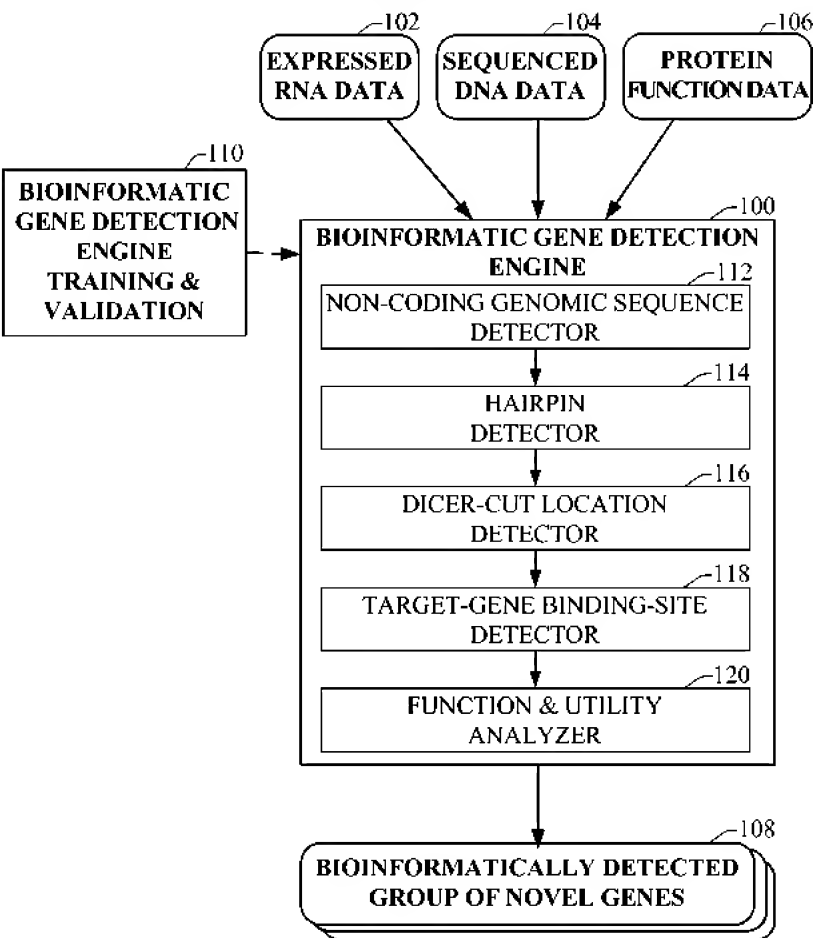 102
104
106
EXPRESSED
RNA DATA
SEQUENCED
DNA DATA
PROTEIN
FUNCTION DATA
110
BIOINFORMATIC
GENE DETECTION
ENGINE
TRAINING &
VALIDATION
100
BIOINFORMATIC GENE DETECTION
ENGINE
112
NON-CODING GENOMIC SEQUENCE
DETECTOR
114
HAIRPIN
DETECTOR
116
DICER-CUT LOCATION
DETECTOR
118
TARGET-GENE BINDING-SITE
DETECTOR
120
FUNCTION & UTILITY
ANALYZER
108
BIOINFORMATICALLY DETECTED
GROUP OF NOVEL GENES